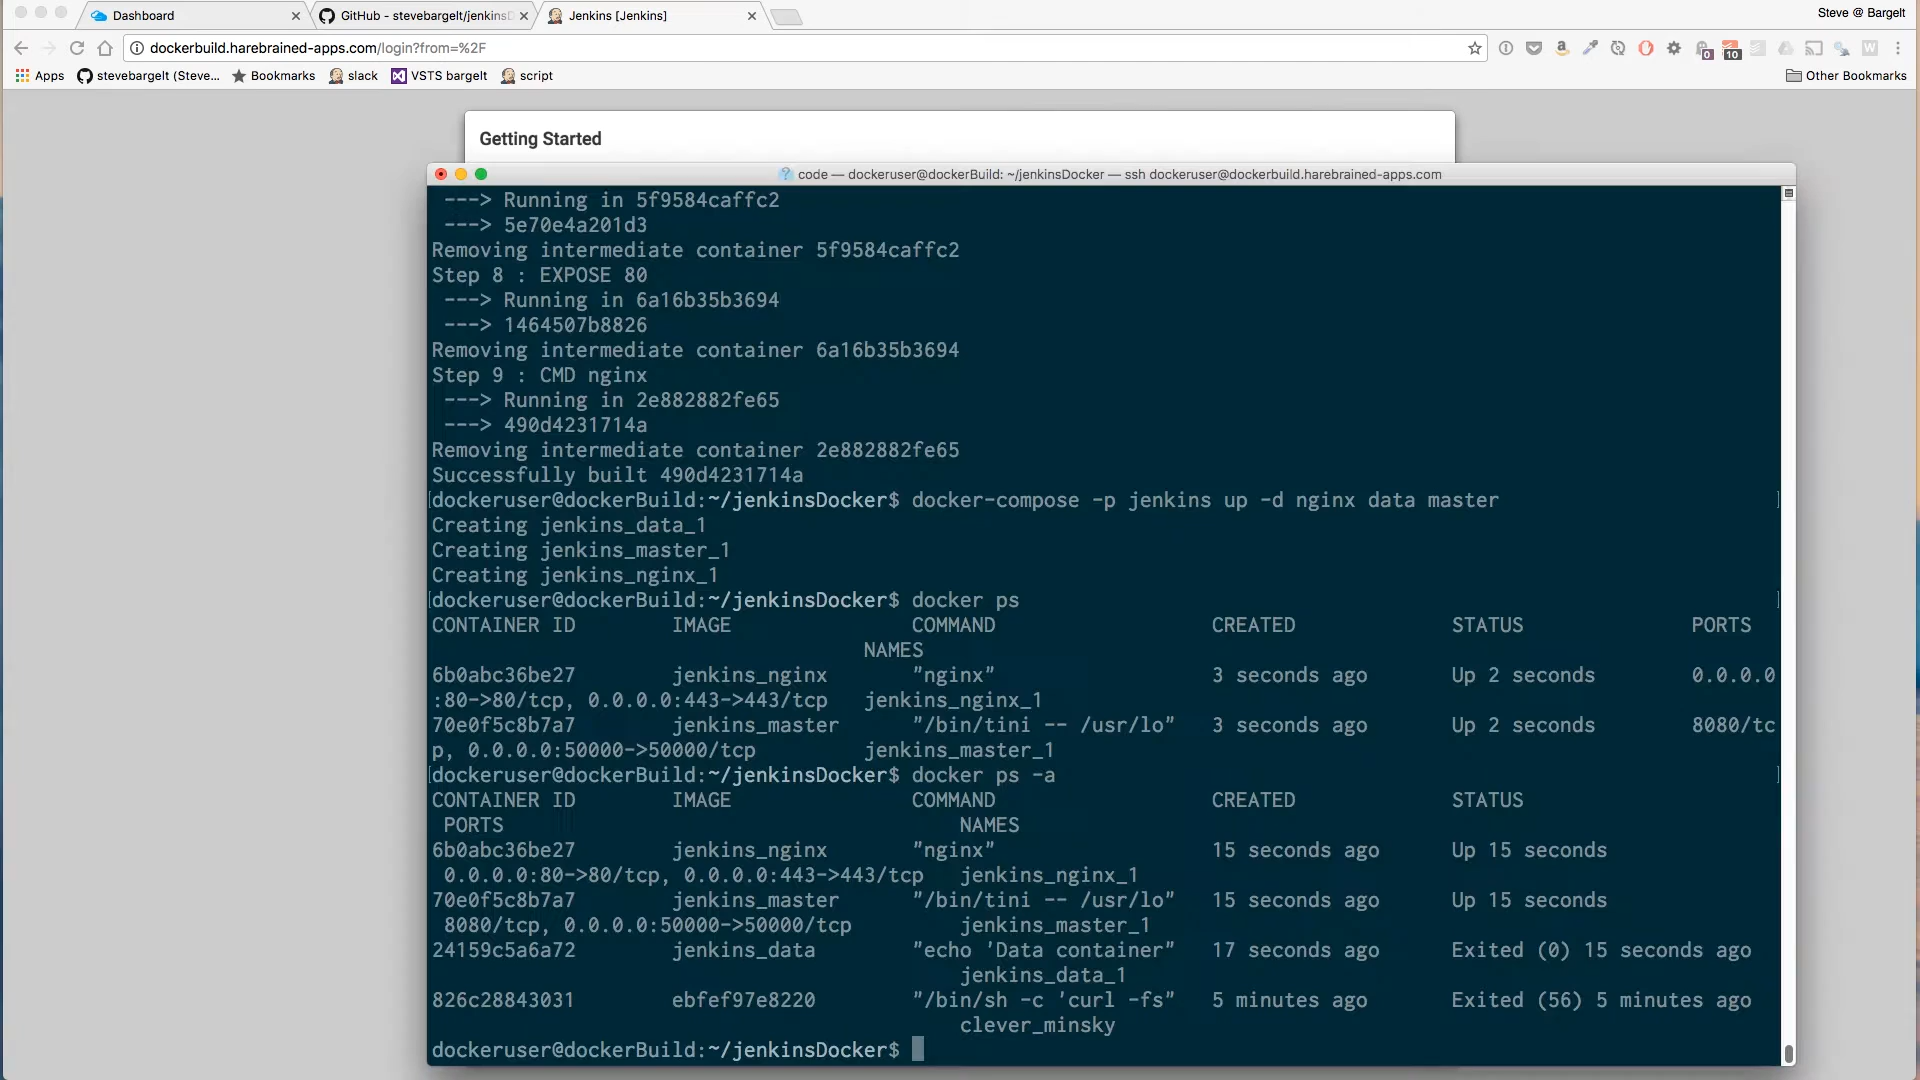 Dashboard
GitHub - stevebargelt/jenkinsD
Jenkins [Jenkins]
Steve @ Bargelt
dockerbuild.harebrained-apps.com/login?from=%2F
0
10
Apps
stevebargelt (Steve...
Bookmarks
slack
VSTS bargelt
script
Other Bookmarks
Getting Started
code — dockeruser@dockerBuild: ~/jenkinsDocker — ssh dockeruser@dockerbuild.harebrained-apps.com
---> Running in 5f9584caffc2
---> 5e70e4a201d3
Removing intermediate container 5f9584caffc2
Step 8 : EXPOSE 80
---> Running in 6a16b35b3694
---> 1464507b8826
Removing intermediate container 6a16b35b3694
Step 9 : CMD nginx
---> Running in 2e882882fe65
---> 490d4231714a
Removing intermediate container 2e882882fe65
Successfully built 490d4231714a
[dockeruser@dockerBuild:~/jenkinsDocker$ docker-compose -p jenkins up -d nginx data master ]
Creating jenkins_data_1
Creating jenkins_master_1
Creating jenkins_nginx_1
[dockeruser@dockerBuild:~/jenkinsDocker$ docker ps ]
CONTAINER ID IMAGE COMMAND CREATED STATUS PORTS
NAMES
6b0abc36be27 jenkins_nginx "nginx" 3 seconds ago Up 2 seconds 0.0.0.0
:80->80/tcp, 0.0.0.0:443->443/tcp jenkins_nginx_1
70e0f5c8b7a7 jenkins_master "/bin/tini -- /usr/lo" 3 seconds ago Up 2 seconds 8080/tc
p, 0.0.0.0:50000->50000/tcp jenkins_master_1
[dockeruser@dockerBuild:~/jenkinsDocker$ docker ps -a ]
CONTAINER ID IMAGE COMMAND CREATED STATUS
PORTS NAMES
6b0abc36be27 jenkins_nginx "nginx" 15 seconds ago Up 15 seconds
0.0.0.0:80->80/tcp, 0.0.0.0:443->443/tcp jenkins_nginx_1
70e0f5c8b7a7 jenkins_master "/bin/tini -- /usr/lo" 15 seconds ago Up 15 seconds
8080/tcp, 0.0.0.0:50000->50000/tcp jenkins_master_1
24159c5a6a72 jenkins_data "echo 'Data container" 17 seconds ago Exited (0) 15 seconds ago
jenkins_data_1
826c28843031 ebfef97e8220 "/bin/sh -c 'curl -fs" 5 minutes ago Exited (56) 5 minutes ago
clever_minsky
dockeruser@dockerBuild:~/jenkinsDocker$